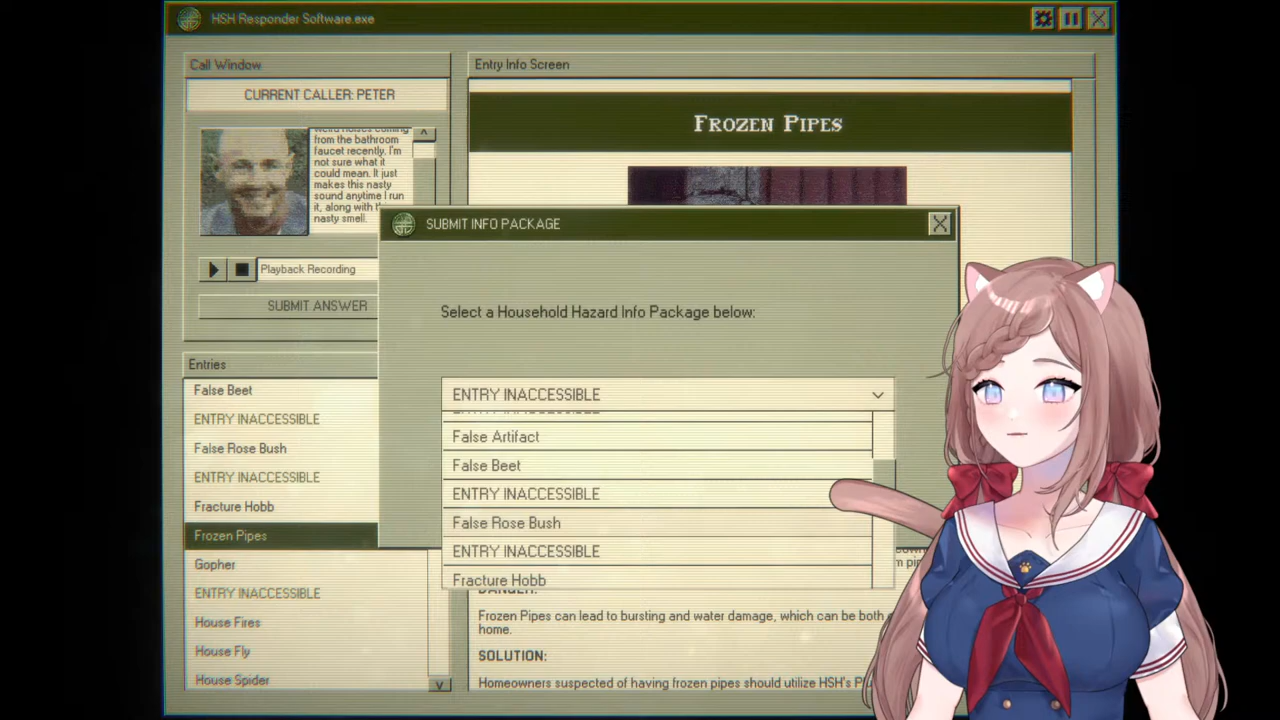 HSH Responder Software.exe
Call Window
CURRENT CALLER: PETER
weird noises coming
from the bathroom
faucet recently. I'm
not sure what it
could mean. It just
makes this nasty
sound anytime I run
it, along with
nasty smell.
Playback Recording
SUBMIT ANSWER
Entries
False Beet
ENTRY INACCESSIBLE
False Rose Bush
ENTRY INACCESSIBLE
Fracture Hobb
Frozen Pipes
Gopher
ENTRY INACCESSIBLE
House Fires
House Fly
House Spider
Entry Info Screen
Frozen Pipes
SUBMIT INFO PACKAGE
Select a Household Hazard Info Package below:
ENTRY INACCESSIBLE
False Artifact
False Beet
ENTRY INACCESSIBLE
False Rose Bush
ENTRY INACCESSIBLE
Fracture Hobb
DANGER:
Frozen Pipes can lead to bursting and water damage, which can be both
home.
SOLUTION:
Homeowners suspected of having frozen pipes should utilize HSH's